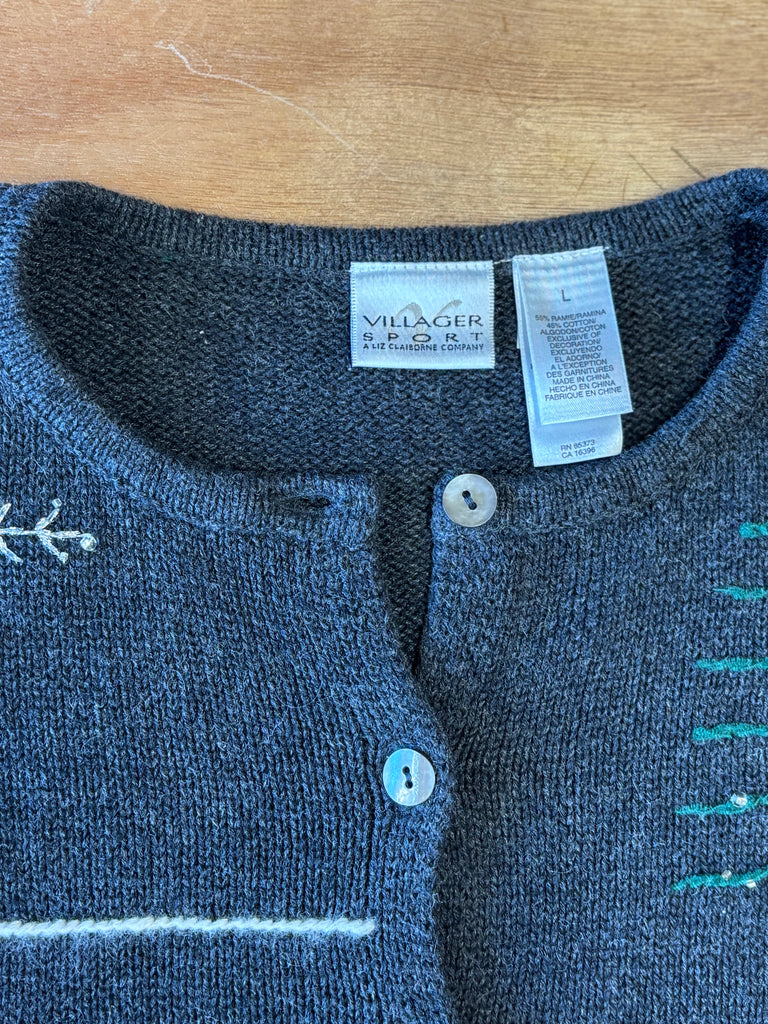 VILLAGER
SPORT
A LIZ CLAIBORNE COMPANY
L
55% RAMIE/RAMINA
45% COTTON/
ALGODON/COTON
EXCLUSIVE OF
DECORATION/
EXCLUYENDO
EL ADORNO/
A L'EXCEPTION
DES GARNITURES
MADE IN CHINA
HECHO EN CHINA
FABRIQUE EN CHINE
RN 85373
CA 16396